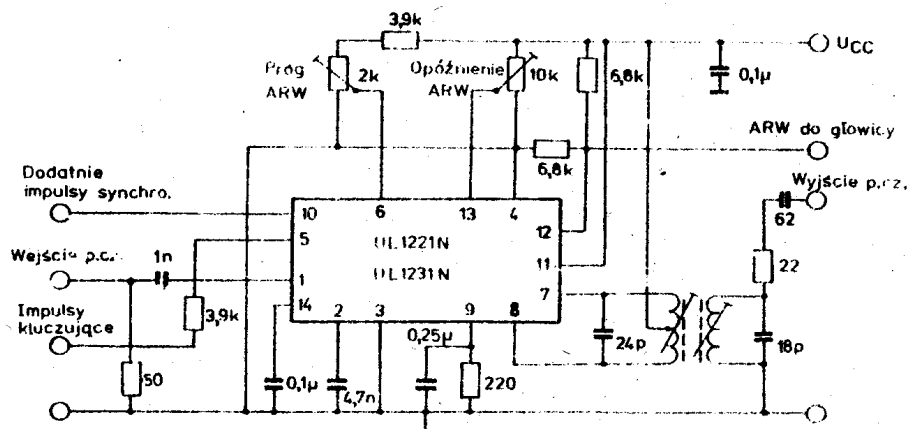 3,9k
UCC
Próg
ARW
2k
Opóźnienie
ARW
10k
6,8k
0,1µ
ARW do głowicy
6,8k
Wyjście p.cz.
62
Dodatnie
impulsy synchro.
10
6
13
4
5
UL1221N
UL1231N
12
11
22
Wejście p.cz.
1n
1
7
14
2
3
9
8
Impulsy
kluczujące
3,9k
0,25µ
24p
18p
50
0,1µ
4,7n
220